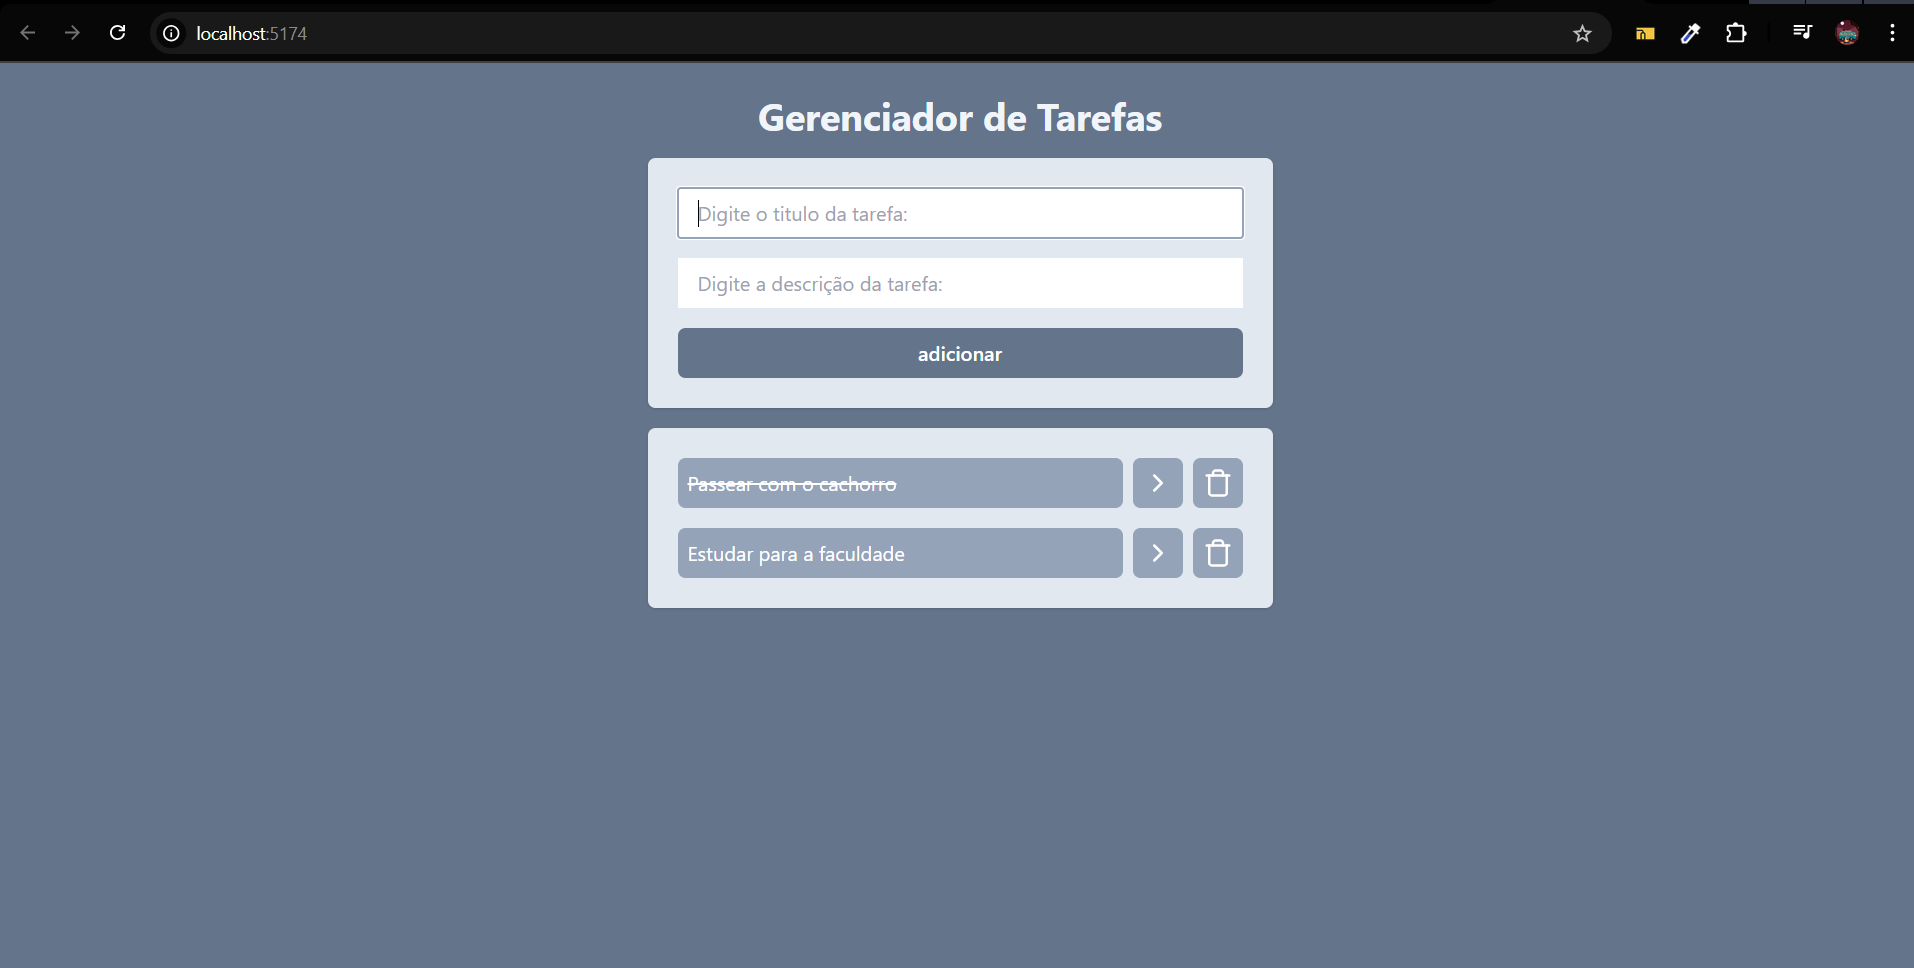 localhost:5174
Gerenciador de Tarefas
Digite o titulo da tarefa:
Digite a descrição da tarefa:
adicionar
Passear com o cachorro
Estudar para a faculdade